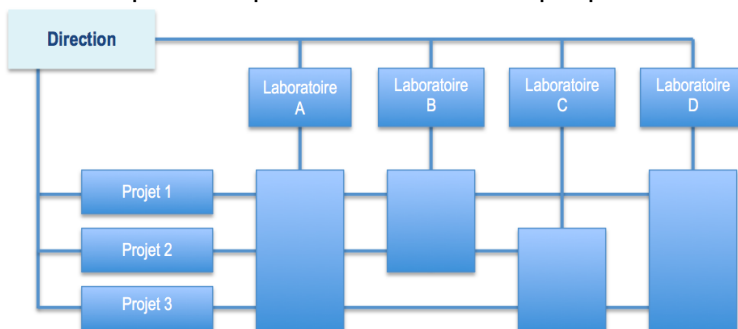 Direction
Laboratoire
A
Laboratoire
B
Laboratoire
C
Laboratoire
D
Projet 1
Projet 2
Projet 3